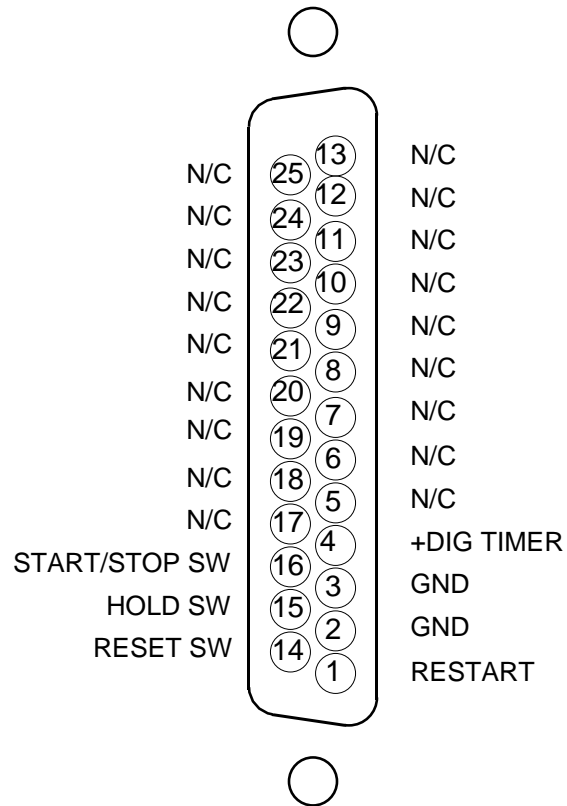 13 N/C
N/C 25
12 N/C
N/C 24
11 N/C
N/C 23
10 N/C
N/C 22
9 N/C
N/C 21
8 N/C
N/C 20
7 N/C
N/C 19
6 N/C
N/C 18
5 N/C
N/C 17
4 +DIG TIMER
START/STOP SW 16
3 GND
HOLD SW 15
2 GND
RESET SW 14
1 RESTART